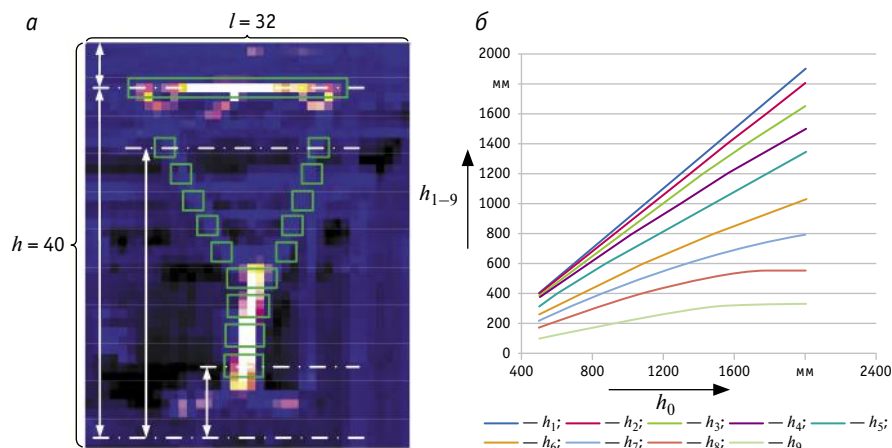 а
l = 32
h = 40
б
2000
мм
1600
1400
1200
1000
800
600
400
200
0
h1–9
400
800
1200
1600
мм
2400
h0
— h1; — h2; — h3; — h4; — h5;
— h6; — h7; — h8; — h9